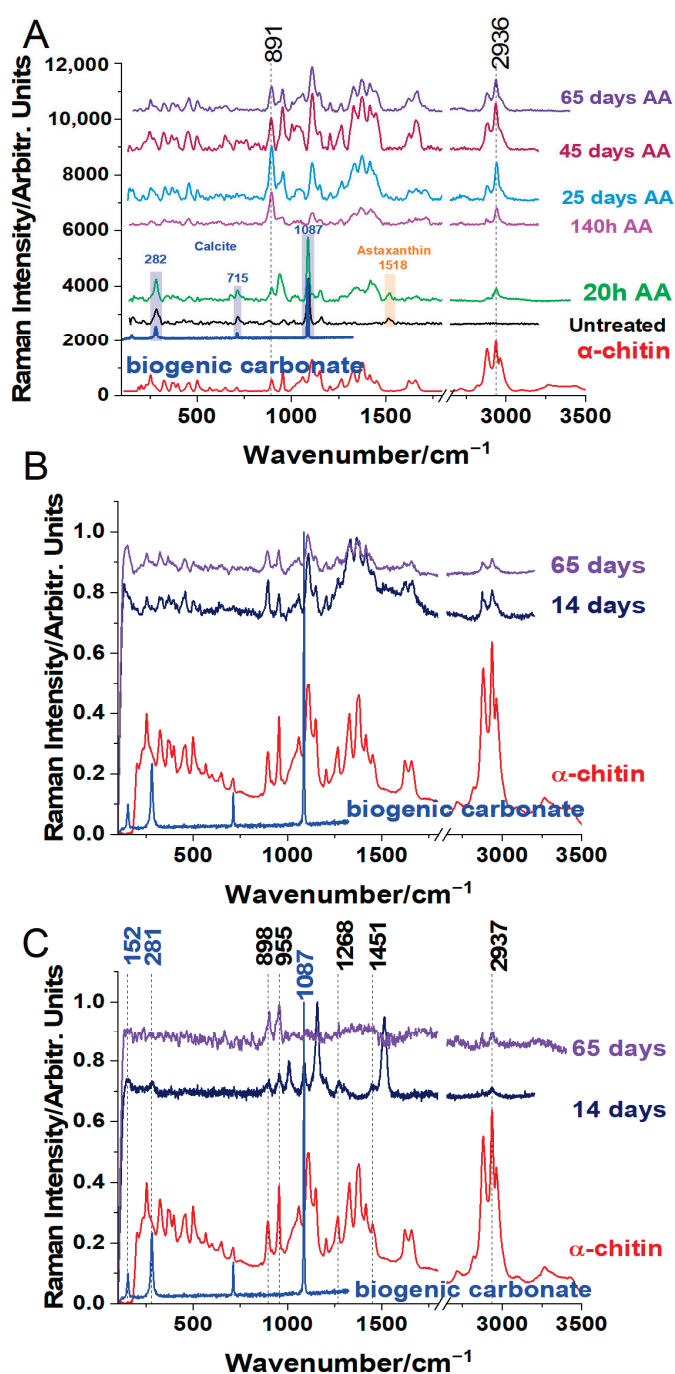 A
891
2936
12,000
10,000
8000
6000
4000
2000
0
Raman Intensity/Arbitr. Units
65 days AA
45 days AA
25 days AA
140h AA
Calcite
282
715
1087
Astaxanthin
1518
20h AA
Untreated
biogenic carbonate
α-chitin
500
1000
1500
3000
3500
Wavenumber/cm⁻¹
B
1.0
0.8
0.6
0.4
0.2
0.0
Raman Intensity/Arbitr. Units
65 days
14 days
α-chitin
biogenic carbonate
500
1000
1500
3000
3500
Wavenumber/cm⁻¹
C
152
281
898
955
1087
1268
1451
2937
1.0
0.8
0.6
0.4
0.2
0.0
Raman Intensity/Arbitr. Units
65 days
14 days
α-chitin
biogenic carbonate
500
1000
1500
3000
3500
Wavenumber/cm⁻¹